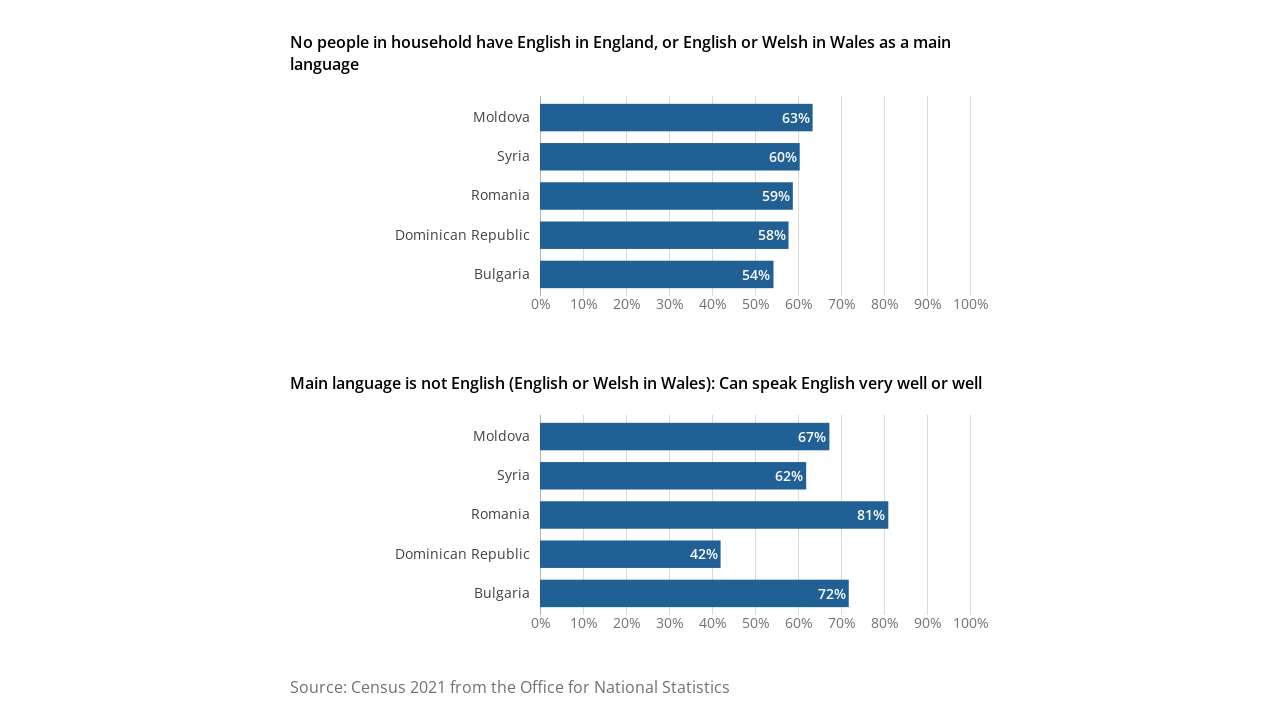 No people in household have English in England, or English or Welsh in Wales as a main
language
Moldova 63%
Syria 60%
Romania 59%
Dominican Republic 58%
Bulgaria 54%
0% 10% 20% 30% 40% 50% 60% 70% 80% 90% 100%
Main language is not English (English or Welsh in Wales): Can speak English very well or well
Moldova 67%
Syria 62%
Romania 81%
Dominican Republic 42%
Bulgaria 72%
0% 10% 20% 30% 40% 50% 60% 70% 80% 90% 100%
Source: Census 2021 from the Office for National Statistics